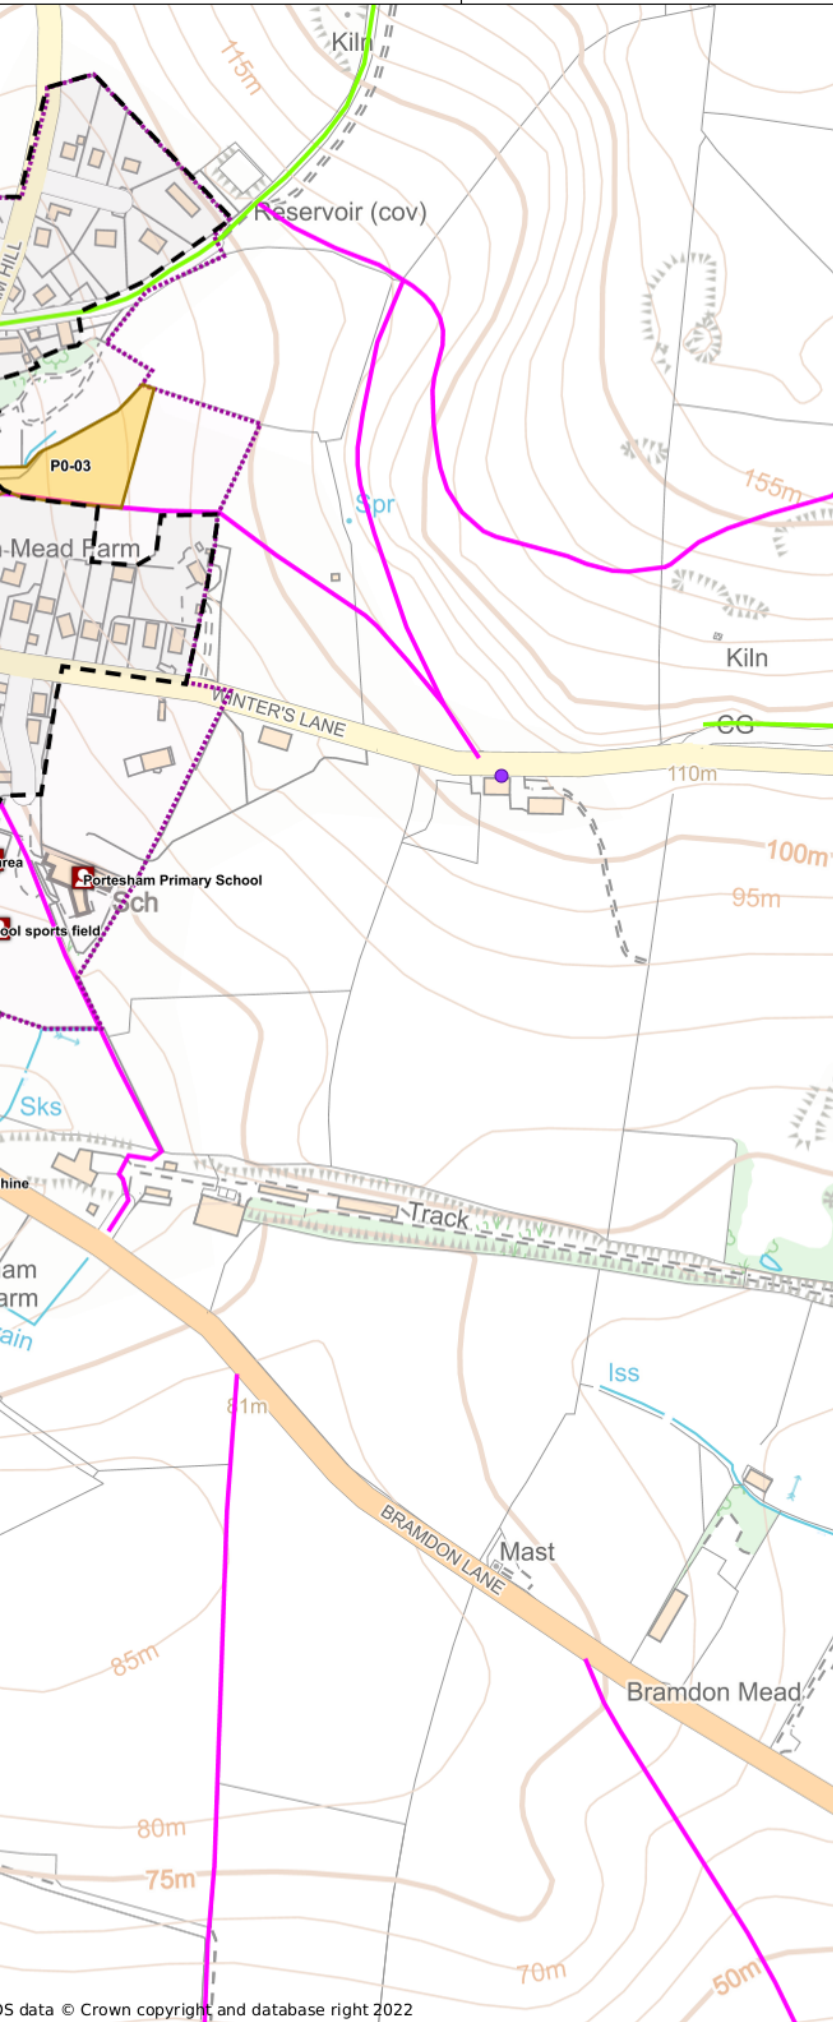 Kiln
115m
Reservoir (cov)
M HILL
P0-03
155m
Spr
n-Mead Farm
Kiln
WINTER'S LANE
CG
110m
100m
area
Portesham Primary School
95m
Sch
ool sports field
Sks
hine
Track
am
arm
ain
Iss
81m
BRAMDON LANE
Mast
85m
Bramdon Mead
80m
75m
70m
50m
OS data © Crown copyright and database right 2022